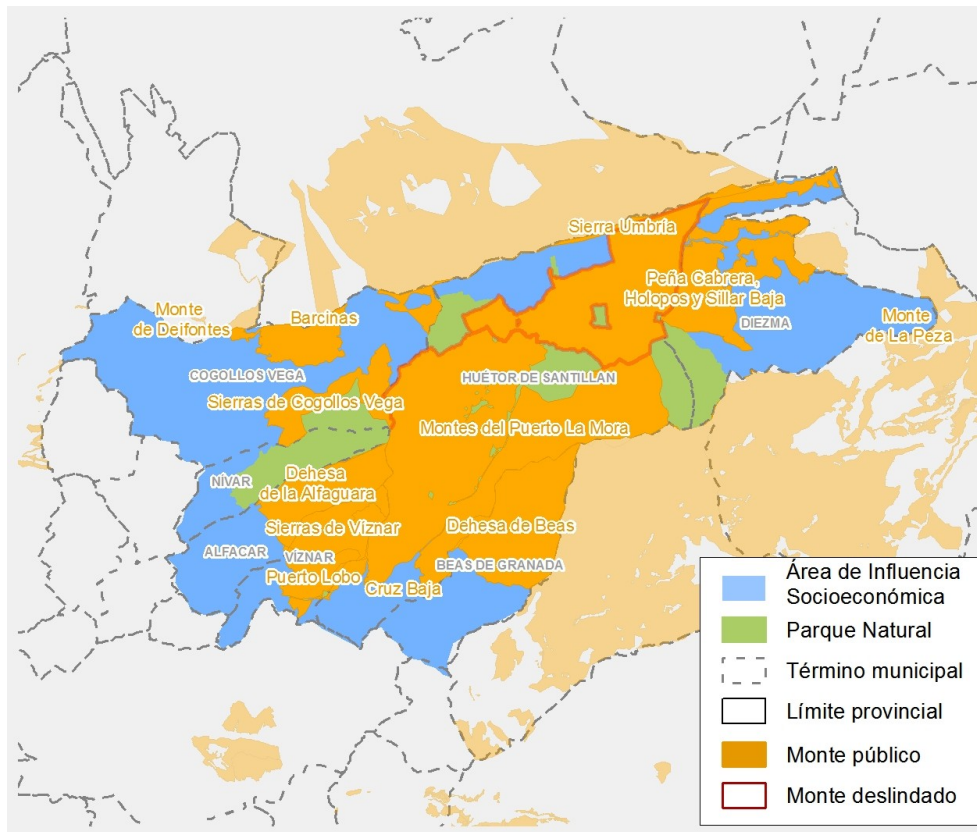 Sierra Umbría
Peña Cabrera,
Holopos y Sillar Baja
Monte
de Deifontes
Barcinas
DIEZMA
Monte
de La Peza
COGOLLOS VEGA
HUÉTOR DE SANTILLAN
Sierras de Cogollos Vega
Montes del Puerto La Mora
NÍVAR
Dehesa
de la Alfaguara
Sierras de Víznar
Dehesa de Beas
ALFACAR
VÍZNAR
BEAS DE GRANADA
Puerto Lobo
Cruz Baja
Área de Influencia
Socioeconómica
Parque Natural
Término municipal
Límite provincial
Monte público
Monte deslindado